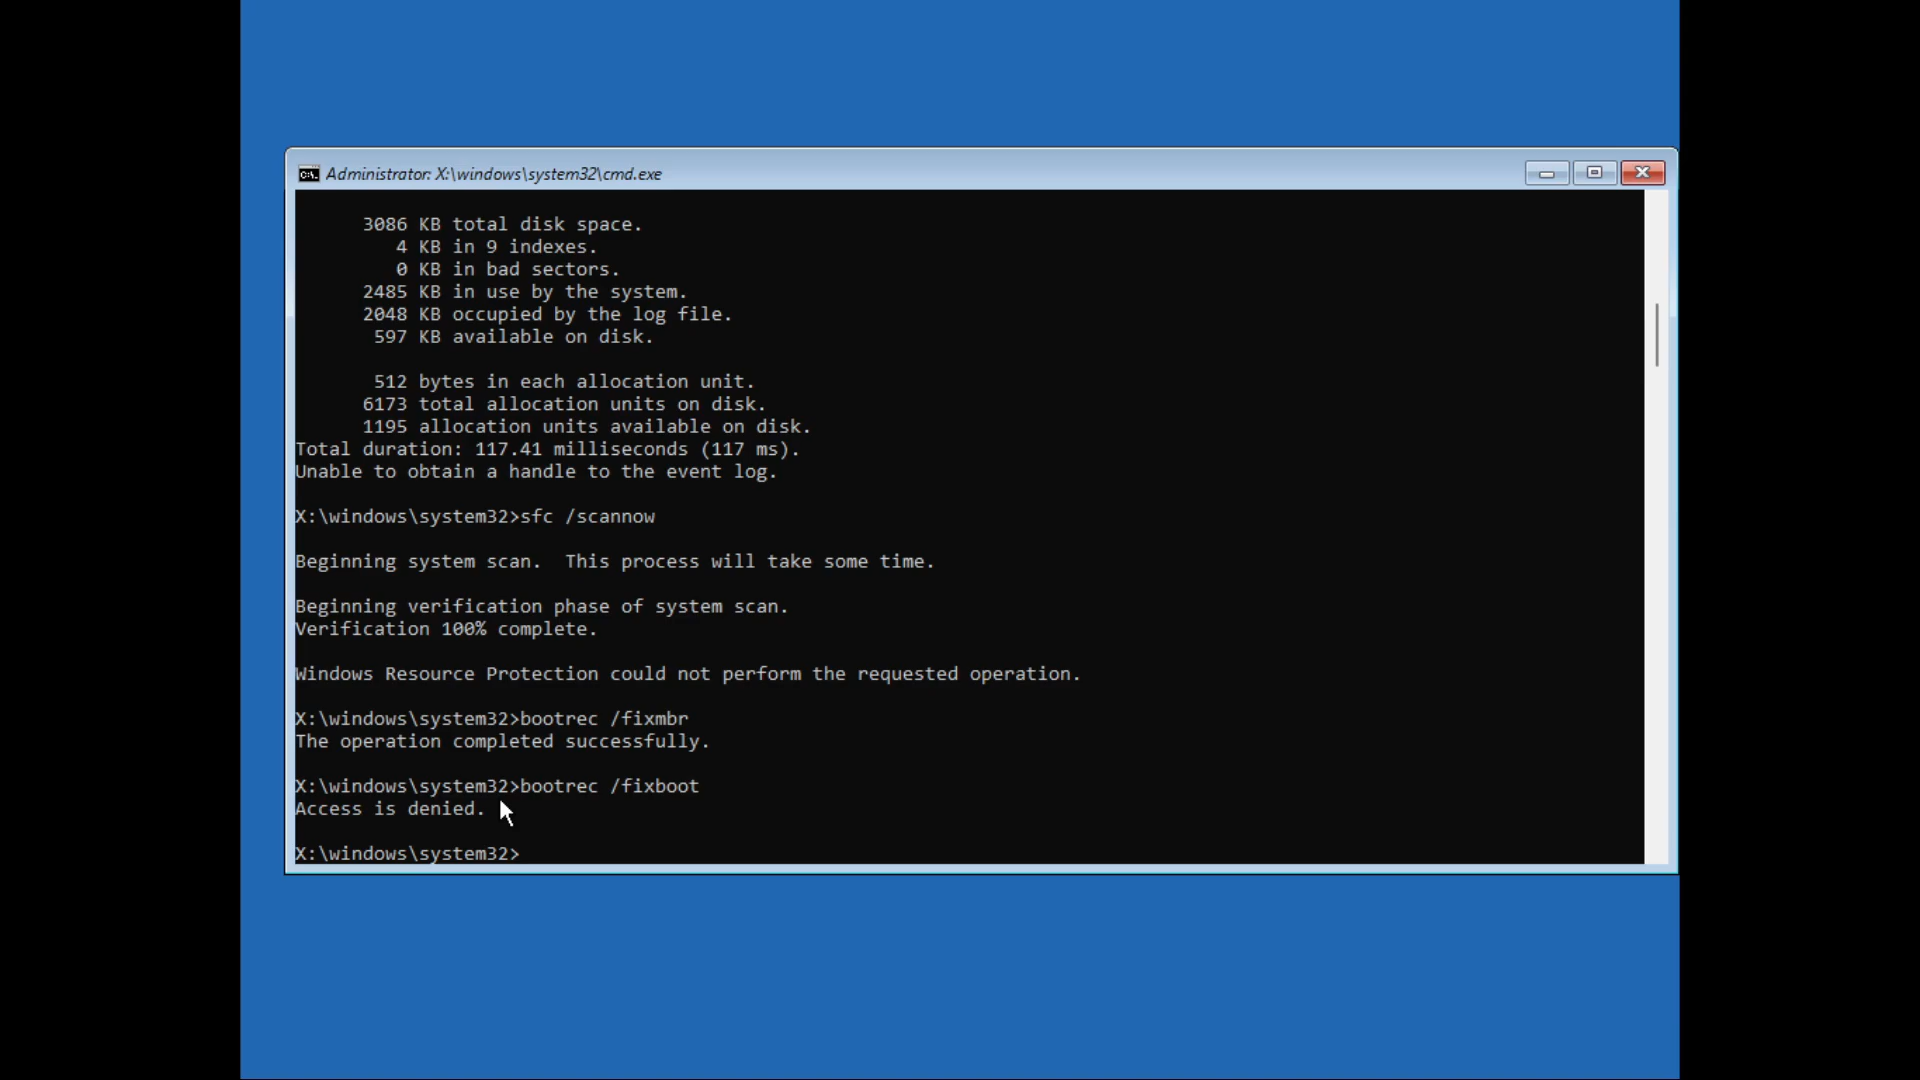 Administrator: X:\windows\system32\cmd.exe
3086 KB total disk space.
4 KB in 9 indexes.
0 KB in bad sectors.
2485 KB in use by the system.
2048 KB occupied by the log file.
597 KB available on disk.
512 bytes in each allocation unit.
6173 total allocation units on disk.
1195 allocation units available on disk.
Total duration: 117.41 milliseconds (117 ms).
Unable to obtain a handle to the event log.
X:\windows\system32>sfc /scannow
Beginning system scan.  This process will take some time.
Beginning verification phase of system scan.
Verification 100% complete.
Windows Resource Protection could not perform the requested operation.
X:\windows\system32>bootrec /fixmbr
The operation completed successfully.
X:\windows\system32>bootrec /fixboot
Access is denied.
X:\windows\system32>